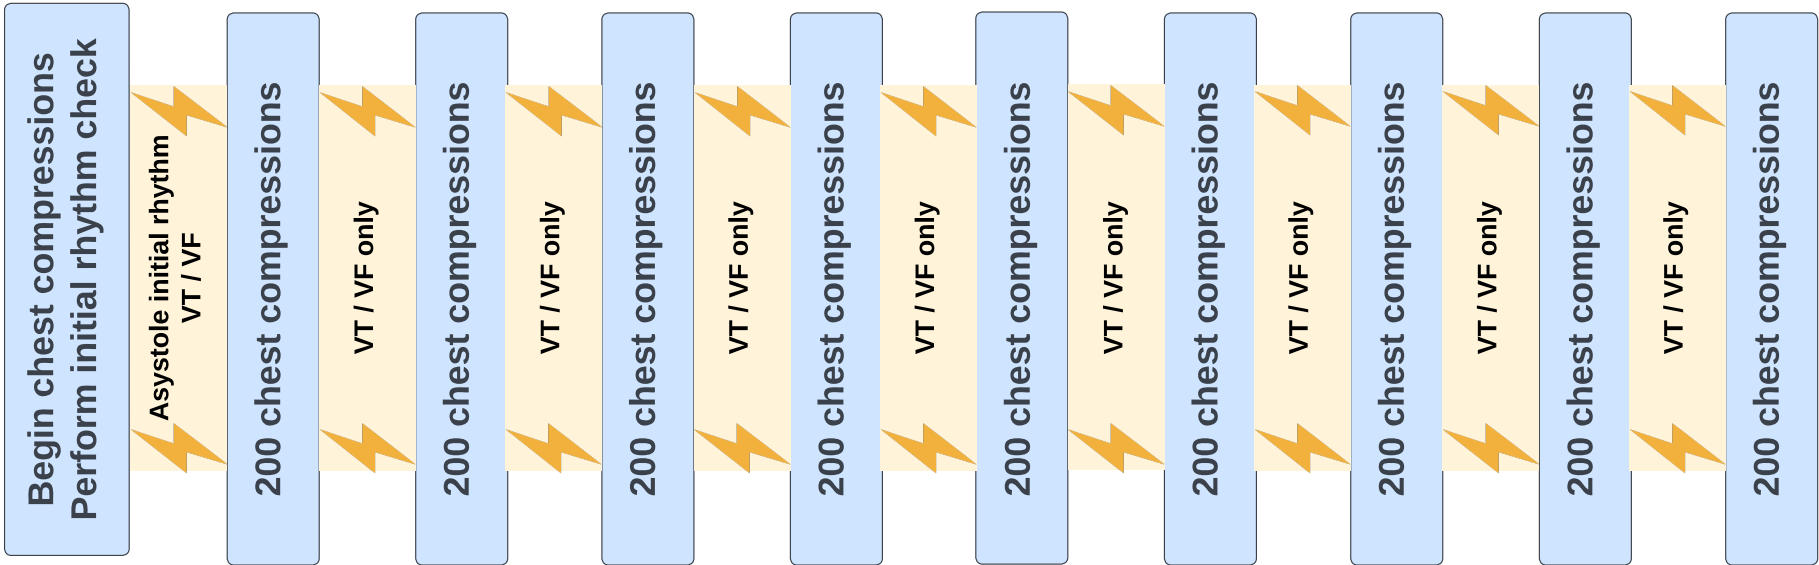 Begin chest compressions
Perform initial rhythm check
Asystole initial rhythm
VT / VF
200 chest compressions
VT / VF only
200 chest compressions
VT / VF only
200 chest compressions
VT / VF only
200 chest compressions
VT / VF only
200 chest compressions
VT / VF only
200 chest compressions
VT / VF only
200 chest compressions
VT / VF only
200 chest compressions
VT / VF only
200 chest compressions